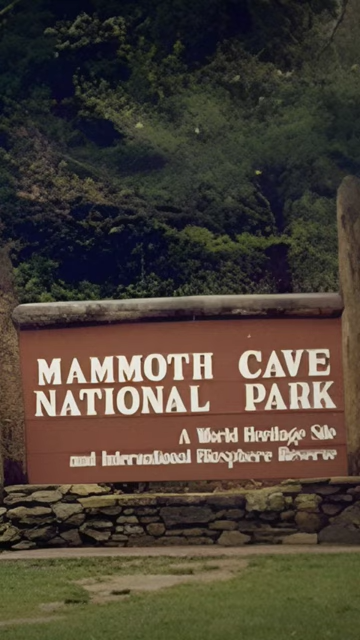 MAMMOTH CAVE
NATIONAL PARK
A World Heritage Site
and International Biosphere Reserve